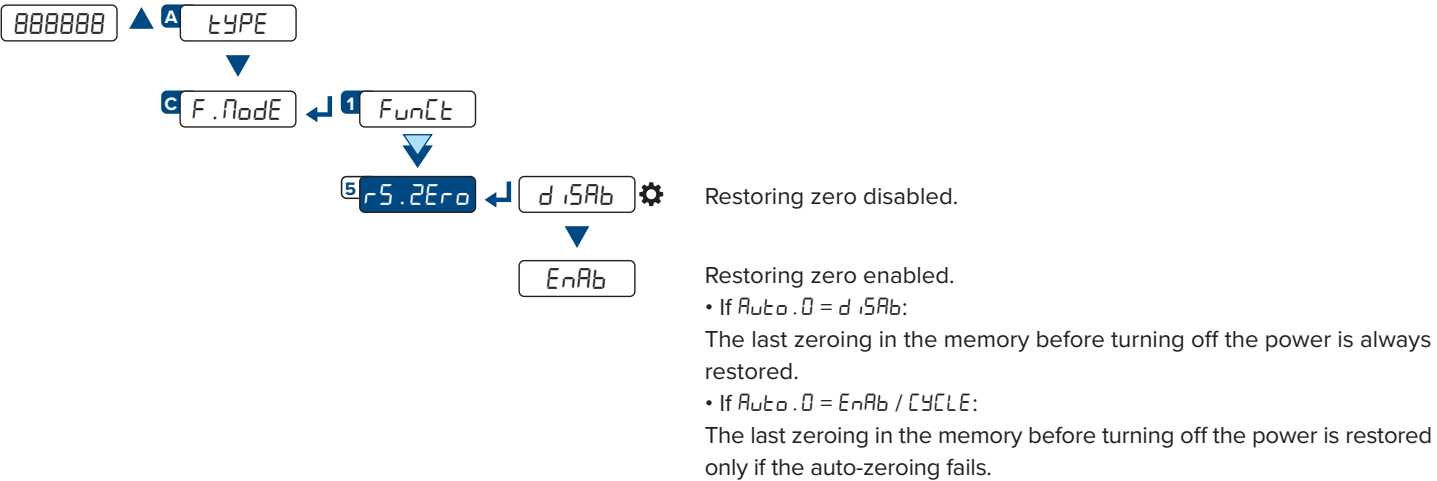 888888 A tYPE
C F.ModE 1 FunCt
5 rS.ZEro diSAb Restoring zero disabled.
EnAb Restoring zero enabled.
• If Auto.0 = diSAb:
The last zeroing in the memory before turning off the power is always
restored.
• If Auto.0 = EnAb / CYCLE:
The last zeroing in the memory before turning off the power is restored
only if the auto-zeroing fails.